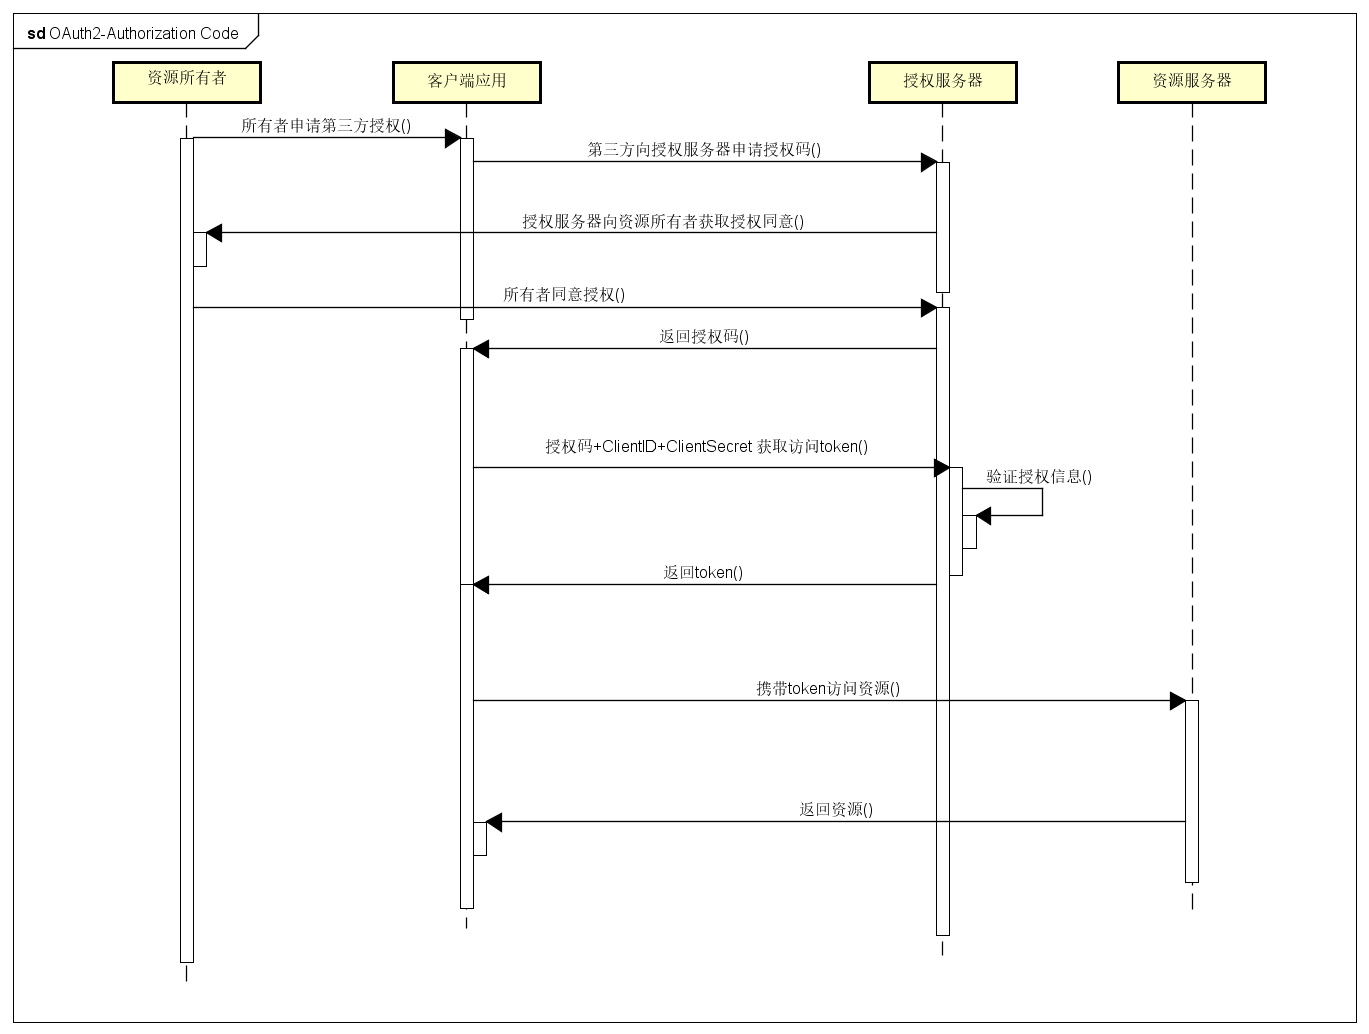 sd OAuth2-Authorization Code
资源所有者
客户端应用
授权服务器
资源服务器
所有者申请第三方授权()
第三方向授权服务器申请授权码()
授权服务器向资源所有者获取授权同意()
所有者同意授权()
返回授权码()
授权码+ClientID+ClientSecret 获取访问token()
验证授权信息()
返回token()
携带token访问资源()
返回资源()